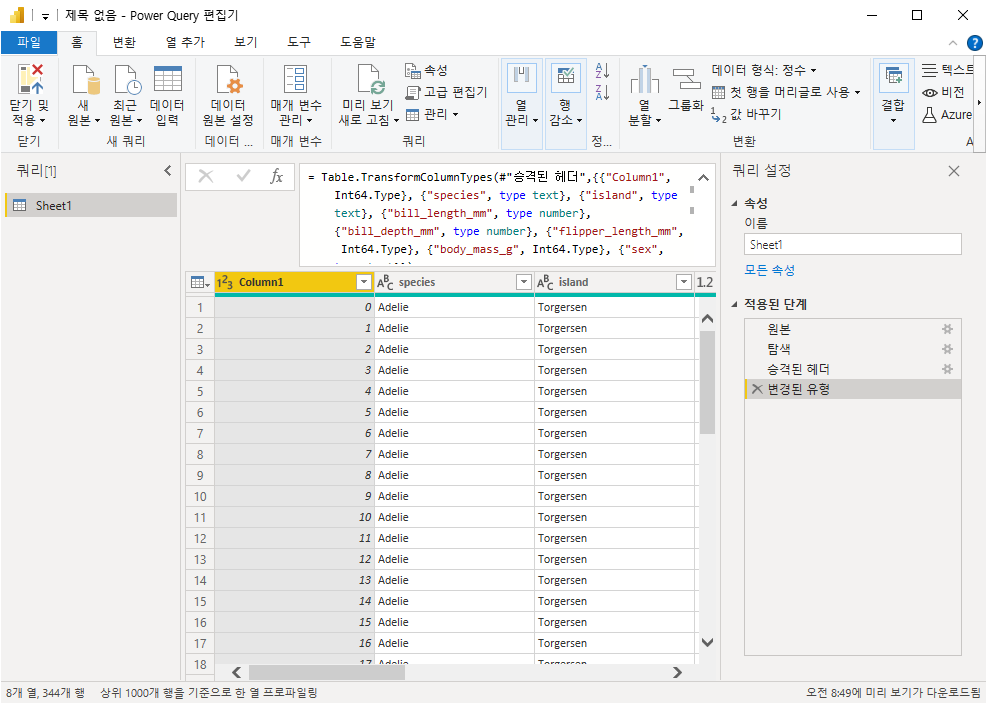 제목 없음 - Power Query 편집기
파일 홈 변환 열 추가 보기 도구 도움말
닫기 및 적용
새 원본
최근 원본
데이터 입력
데이터 원본 설정
매개 변수 관리
미리 보기 새로 고침
속성
고급 편집기
관리
열 관리
행 감소
열 분할
그룹화
데이터 형식: 정수
첫 행을 머리글로 사용
값 바꾸기
결합
텍스트
비전
Azure
닫기 새 쿼리 데이터 ... 매개 변수 쿼리 정... 변환
쿼리[1]
Sheet1
fx
= Table.TransformColumnTypes(#"승격된 헤더",{{"Column1",
Int64.Type}, {"species", type text}, {"island", type
text}, {"bill_length_mm", type number},
{"bill_depth_mm", type number}, {"flipper_length_mm",
Int64.Type}, {"body_mass_g", Int64.Type}, {"sex",
1²3 Column1 ABC species ABC island 1.2
1 0 Adelie Torgersen
2 1 Adelie Torgersen
3 2 Adelie Torgersen
4 3 Adelie Torgersen
5 4 Adelie Torgersen
6 5 Adelie Torgersen
7 6 Adelie Torgersen
8 7 Adelie Torgersen
9 8 Adelie Torgersen
10 9 Adelie Torgersen
11 10 Adelie Torgersen
12 11 Adelie Torgersen
13 12 Adelie Torgersen
14 13 Adelie Torgersen
15 14 Adelie Torgersen
16 15 Adelie Torgersen
17 16 Adelie Torgersen
18 17 Adelie Torgersen
쿼리 설정
속성
이름
Sheet1
모든 속성
적용된 단계
원본
탐색
승격된 헤더
변경된 유형
8개 열, 344개 행 상위 1000개 행을 기준으로 한 열 프로파일링
오전 8:49에 미리 보기가 다운로드됨